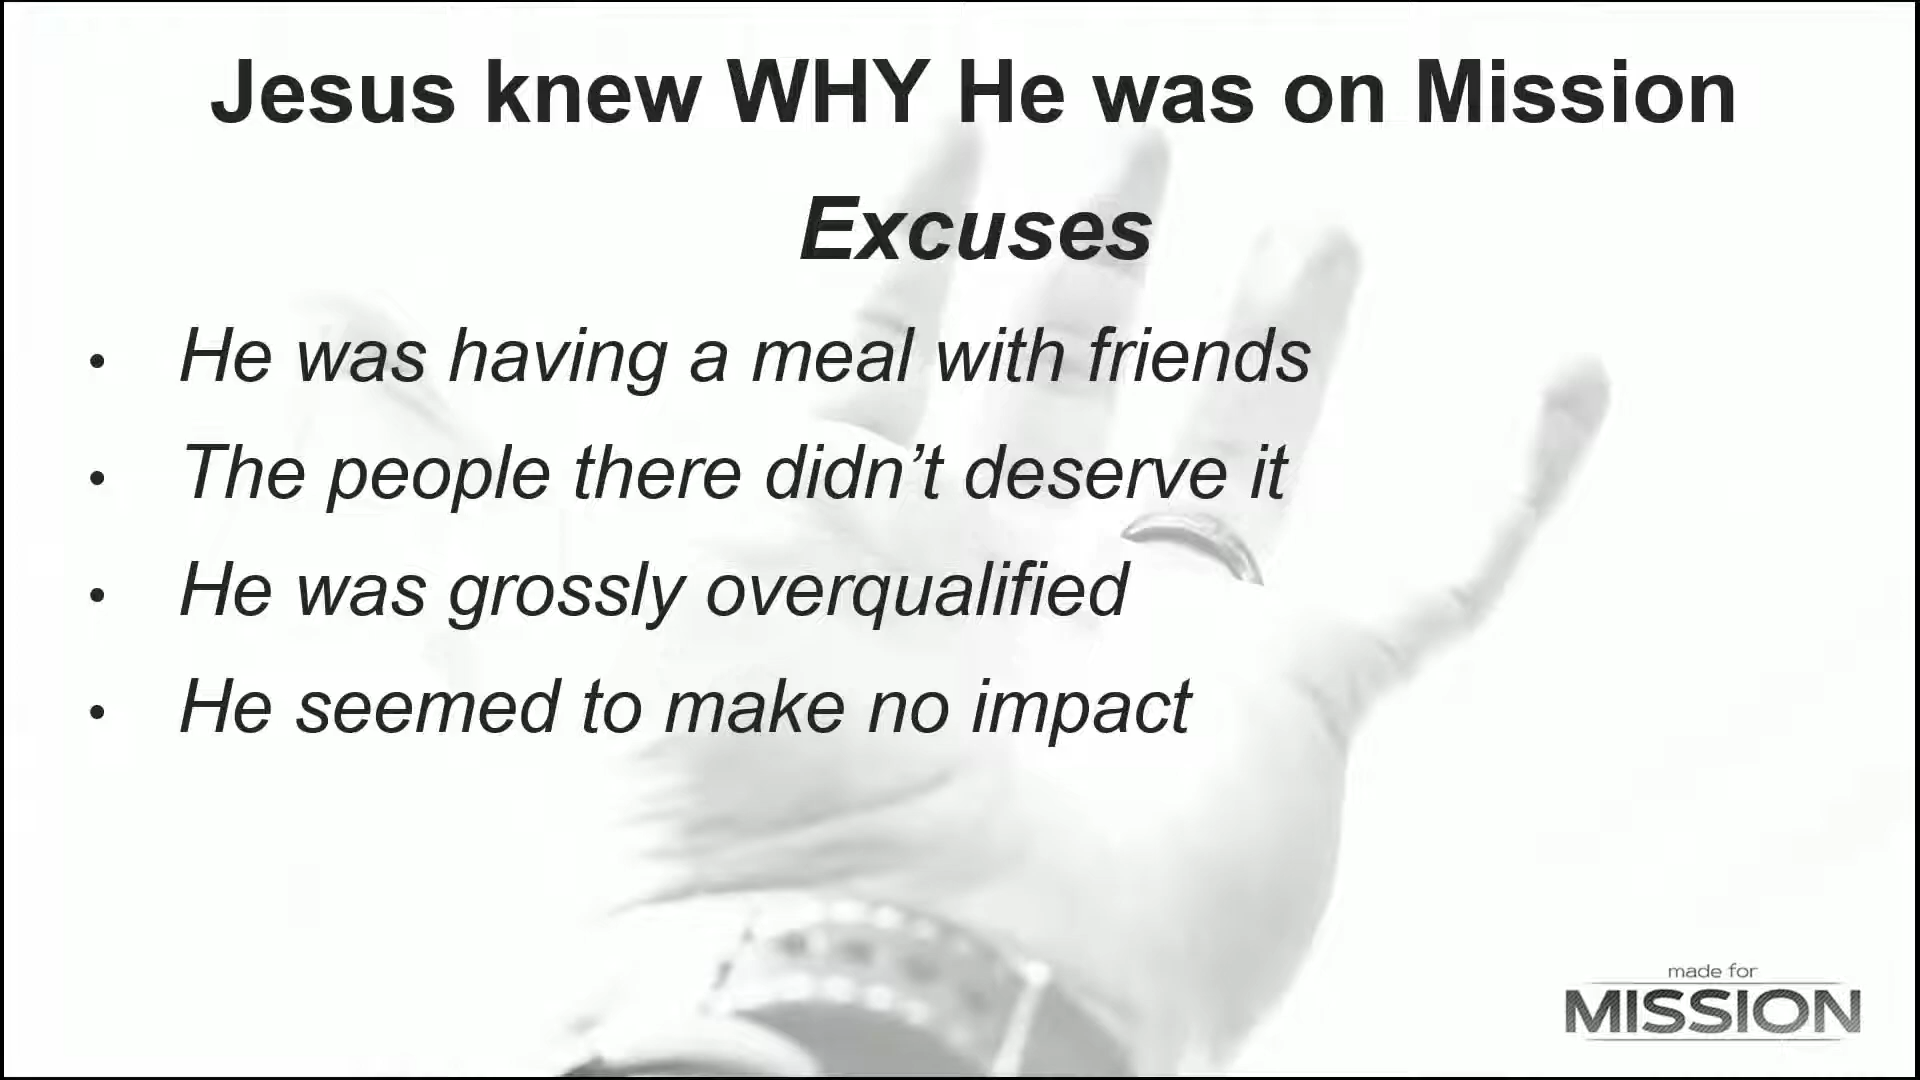 Jesus knew WHY He was on Mission
Excuses
• He was having a meal with friends
• The people there didn’t deserve it
• He was grossly overqualified
• He seemed to make no impact
made for
MISSION